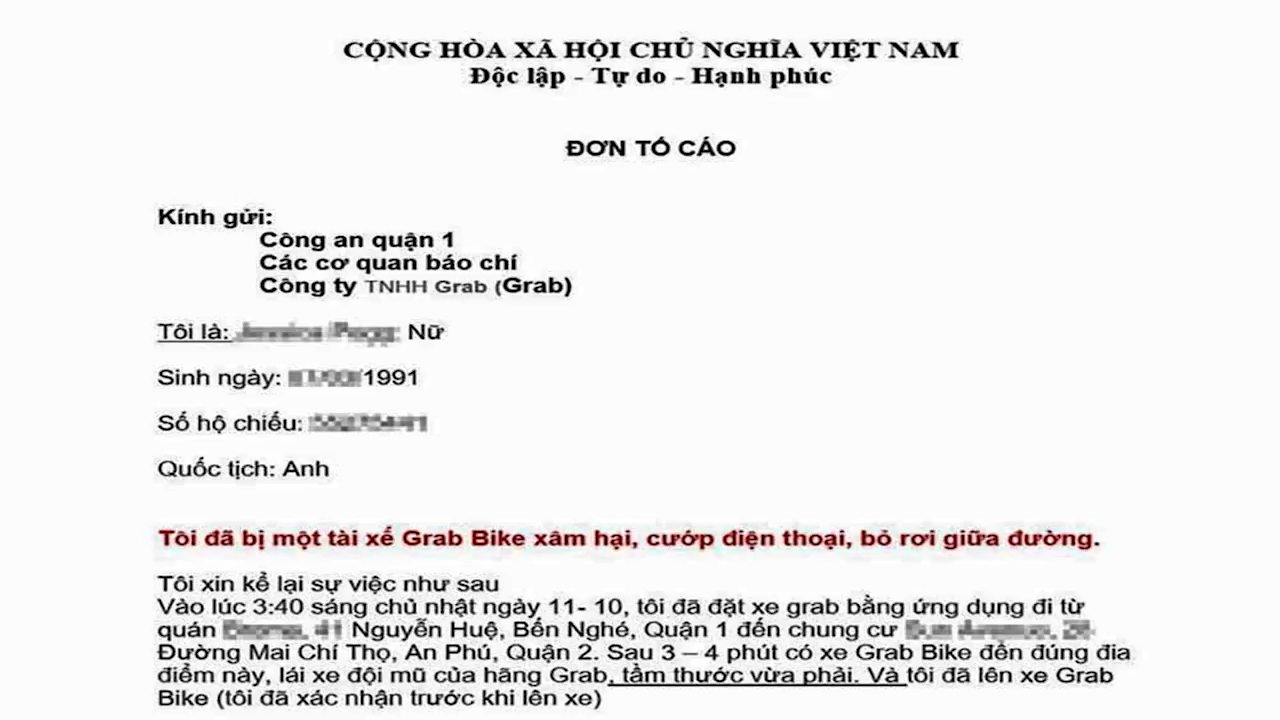 CỘNG HÒA XÃ HỘI CHỦ NGHĨA VIỆT NAM
Độc lập - Tự do - Hạnh phúc
ĐƠN TỐ CÁO
Kính gửi:
Công an quận 1
Các cơ quan báo chí
Công ty TNHH Grab (Grab)
Tôi là: Nữ
Sinh ngày: 1991
Số hộ chiếu:
Quốc tịch: Anh
Tôi đã bị một tài xế Grab Bike xâm hại, cướp điện thoại, bỏ rơi giữa đường.
Tôi xin kể lại sự việc như sau
Vào lúc 3:40 sáng chủ nhật ngày 11- 10, tôi đã đặt xe grab bằng ứng dụng đi từ
quán Nguyễn Huệ, Bến Nghé, Quận 1 đến chung cư
Đường Mai Chí Thọ, An Phú, Quận 2. Sau 3 – 4 phút có xe Grab Bike đến đúng địa
điểm này, lái xe đội mũ của hãng Grab, tầm thước vừa phải. Và tôi đã lên xe Grab
Bike (tôi đã xác nhận trước khi lên xe)